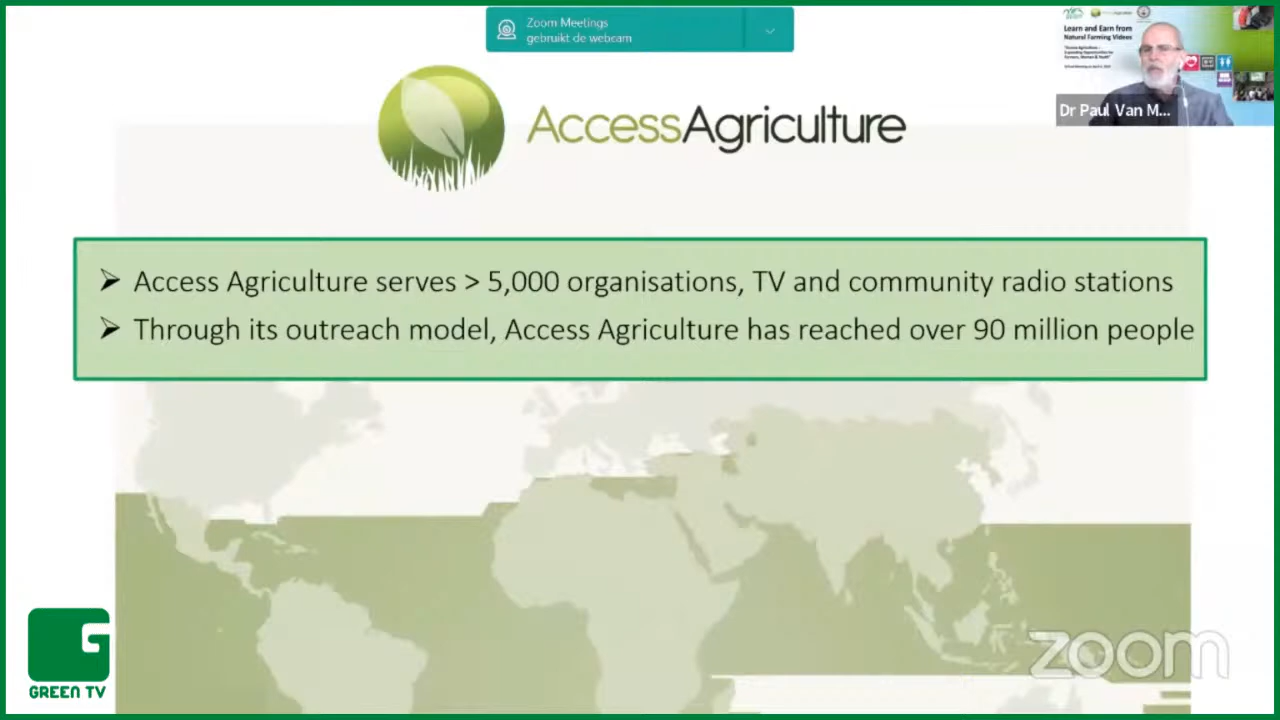 Zoom Meetings
gebruikt de webcam
Learn and Earn from
Natural Farming Videos
Dr Paul Van M...
AccessAgriculture
➢ Access Agriculture serves > 5,000 organisations, TV and community radio stations
➢ Through its outreach model, Access Agriculture has reached over 90 million people
G
GREEN TV
zoom